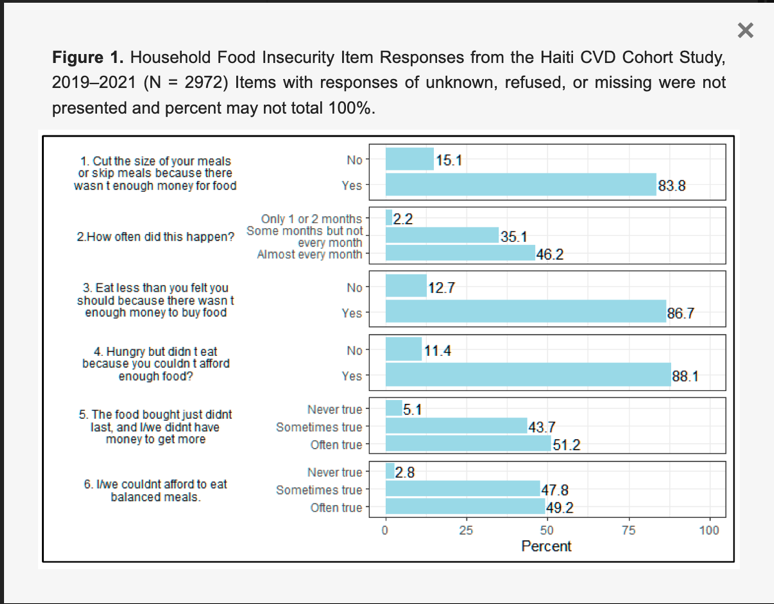 ×
Figure 1. Household Food Insecurity Item Responses from the Haiti CVD Cohort Study,
2019–2021 (N = 2972) Items with responses of unknown, refused, or missing were not
presented and percent may not total 100%.
1. Cut the size of your meals
or skip meals because there
wasn t enough money for food
No
15.1
Yes
83.8
2.How often did this happen?
Only 1 or 2 months
2.2
Some months but not
every month
35.1
Almost every month
46.2
3. Eat less than you felt you
should because there wasn t
enough money to buy food
No
12.7
Yes
86.7
4. Hungry but didn t eat
because you couldn t afford
enough food?
No
11.4
Yes
88.1
5. The food bought just didnt
last, and I/we didnt have
money to get more
Never true
5.1
Sometimes true
43.7
Often true
51.2
6. I/we couldnt afford to eat
balanced meals.
Never true
2.8
Sometimes true
47.8
Often true
49.2
0 25 50 75 100
Percent